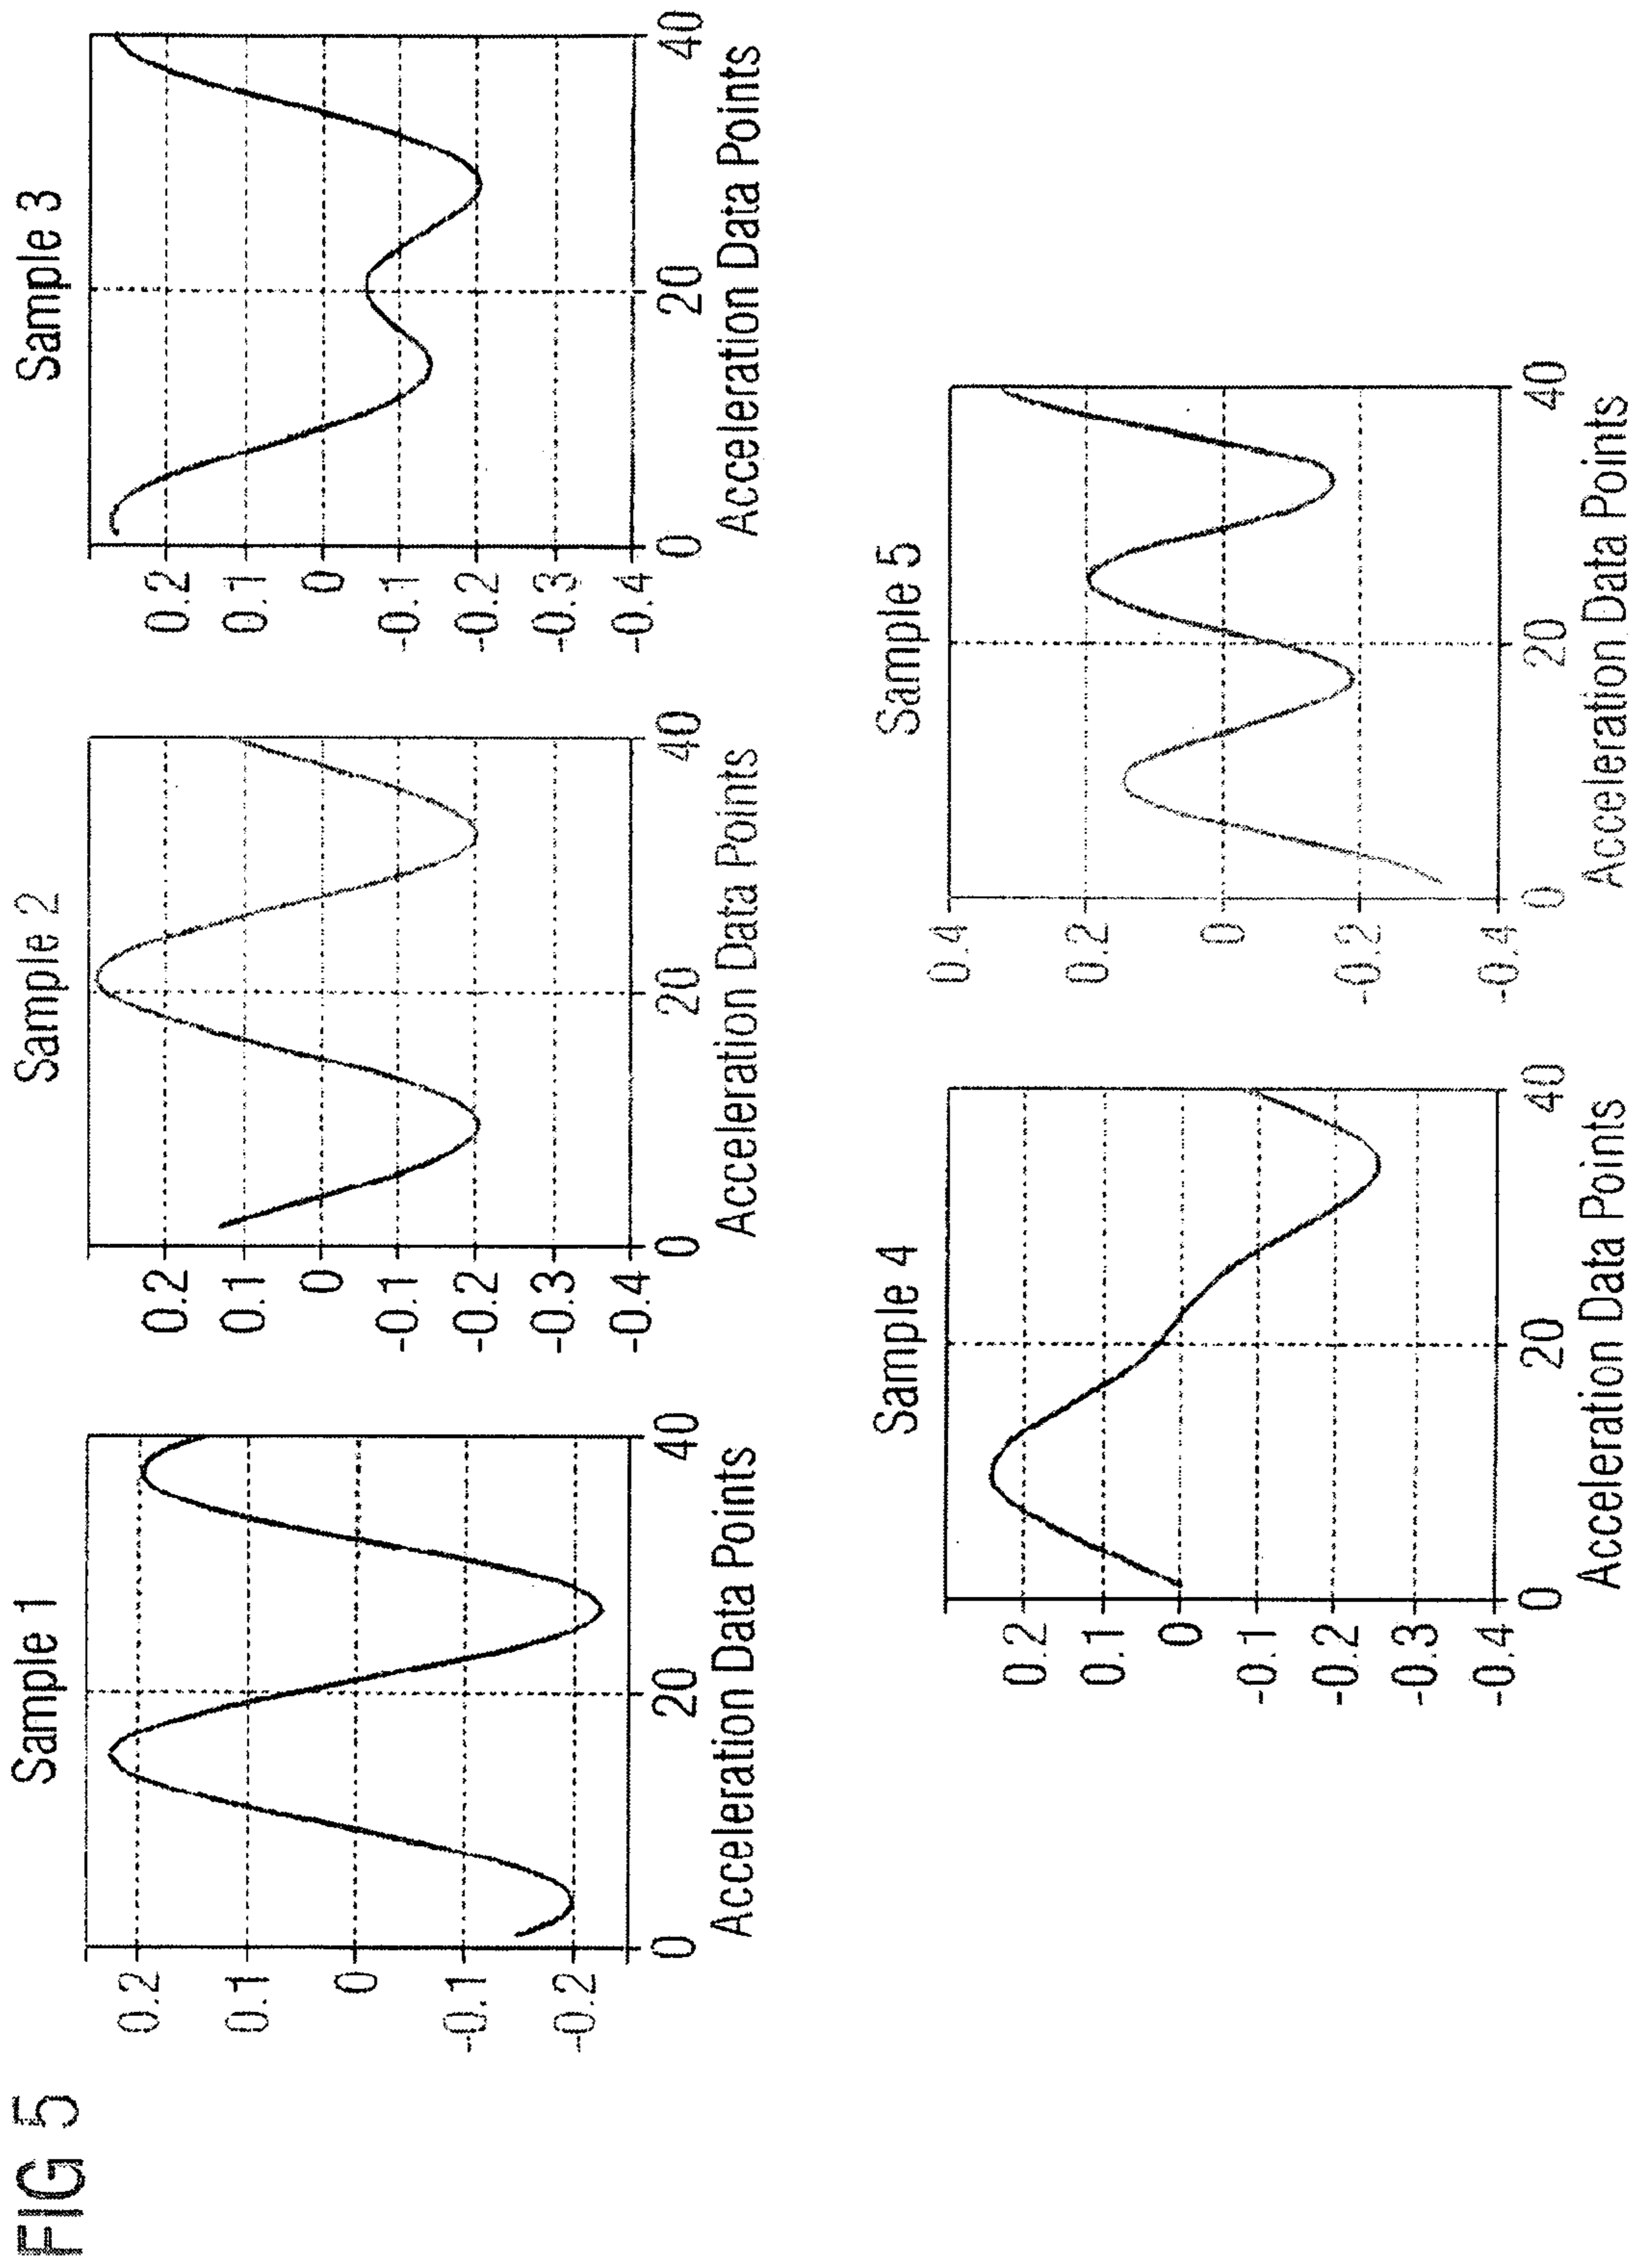 FIG 5
Sample 1
0.2
0.1
0
-0.1
-0.2
0 20 40
Acceleration Data Points
Sample 2
0.2
0.1
0
-0.1
-0.2
-0.3
-0.4
0 20 40
Acceleration Data Points
Sample 3
0.2
0.1
0
-0.1
-0.2
-0.3
-0.4
0 20 40
Acceleration Data Points
Sample 4
0.2
0.1
0
-0.1
-0.2
-0.3
-0.4
0 20 40
Acceleration Data Points
Sample 5
0.4
0.2
0
-0.2
-0.4
0 20 40
Acceleration Data Points